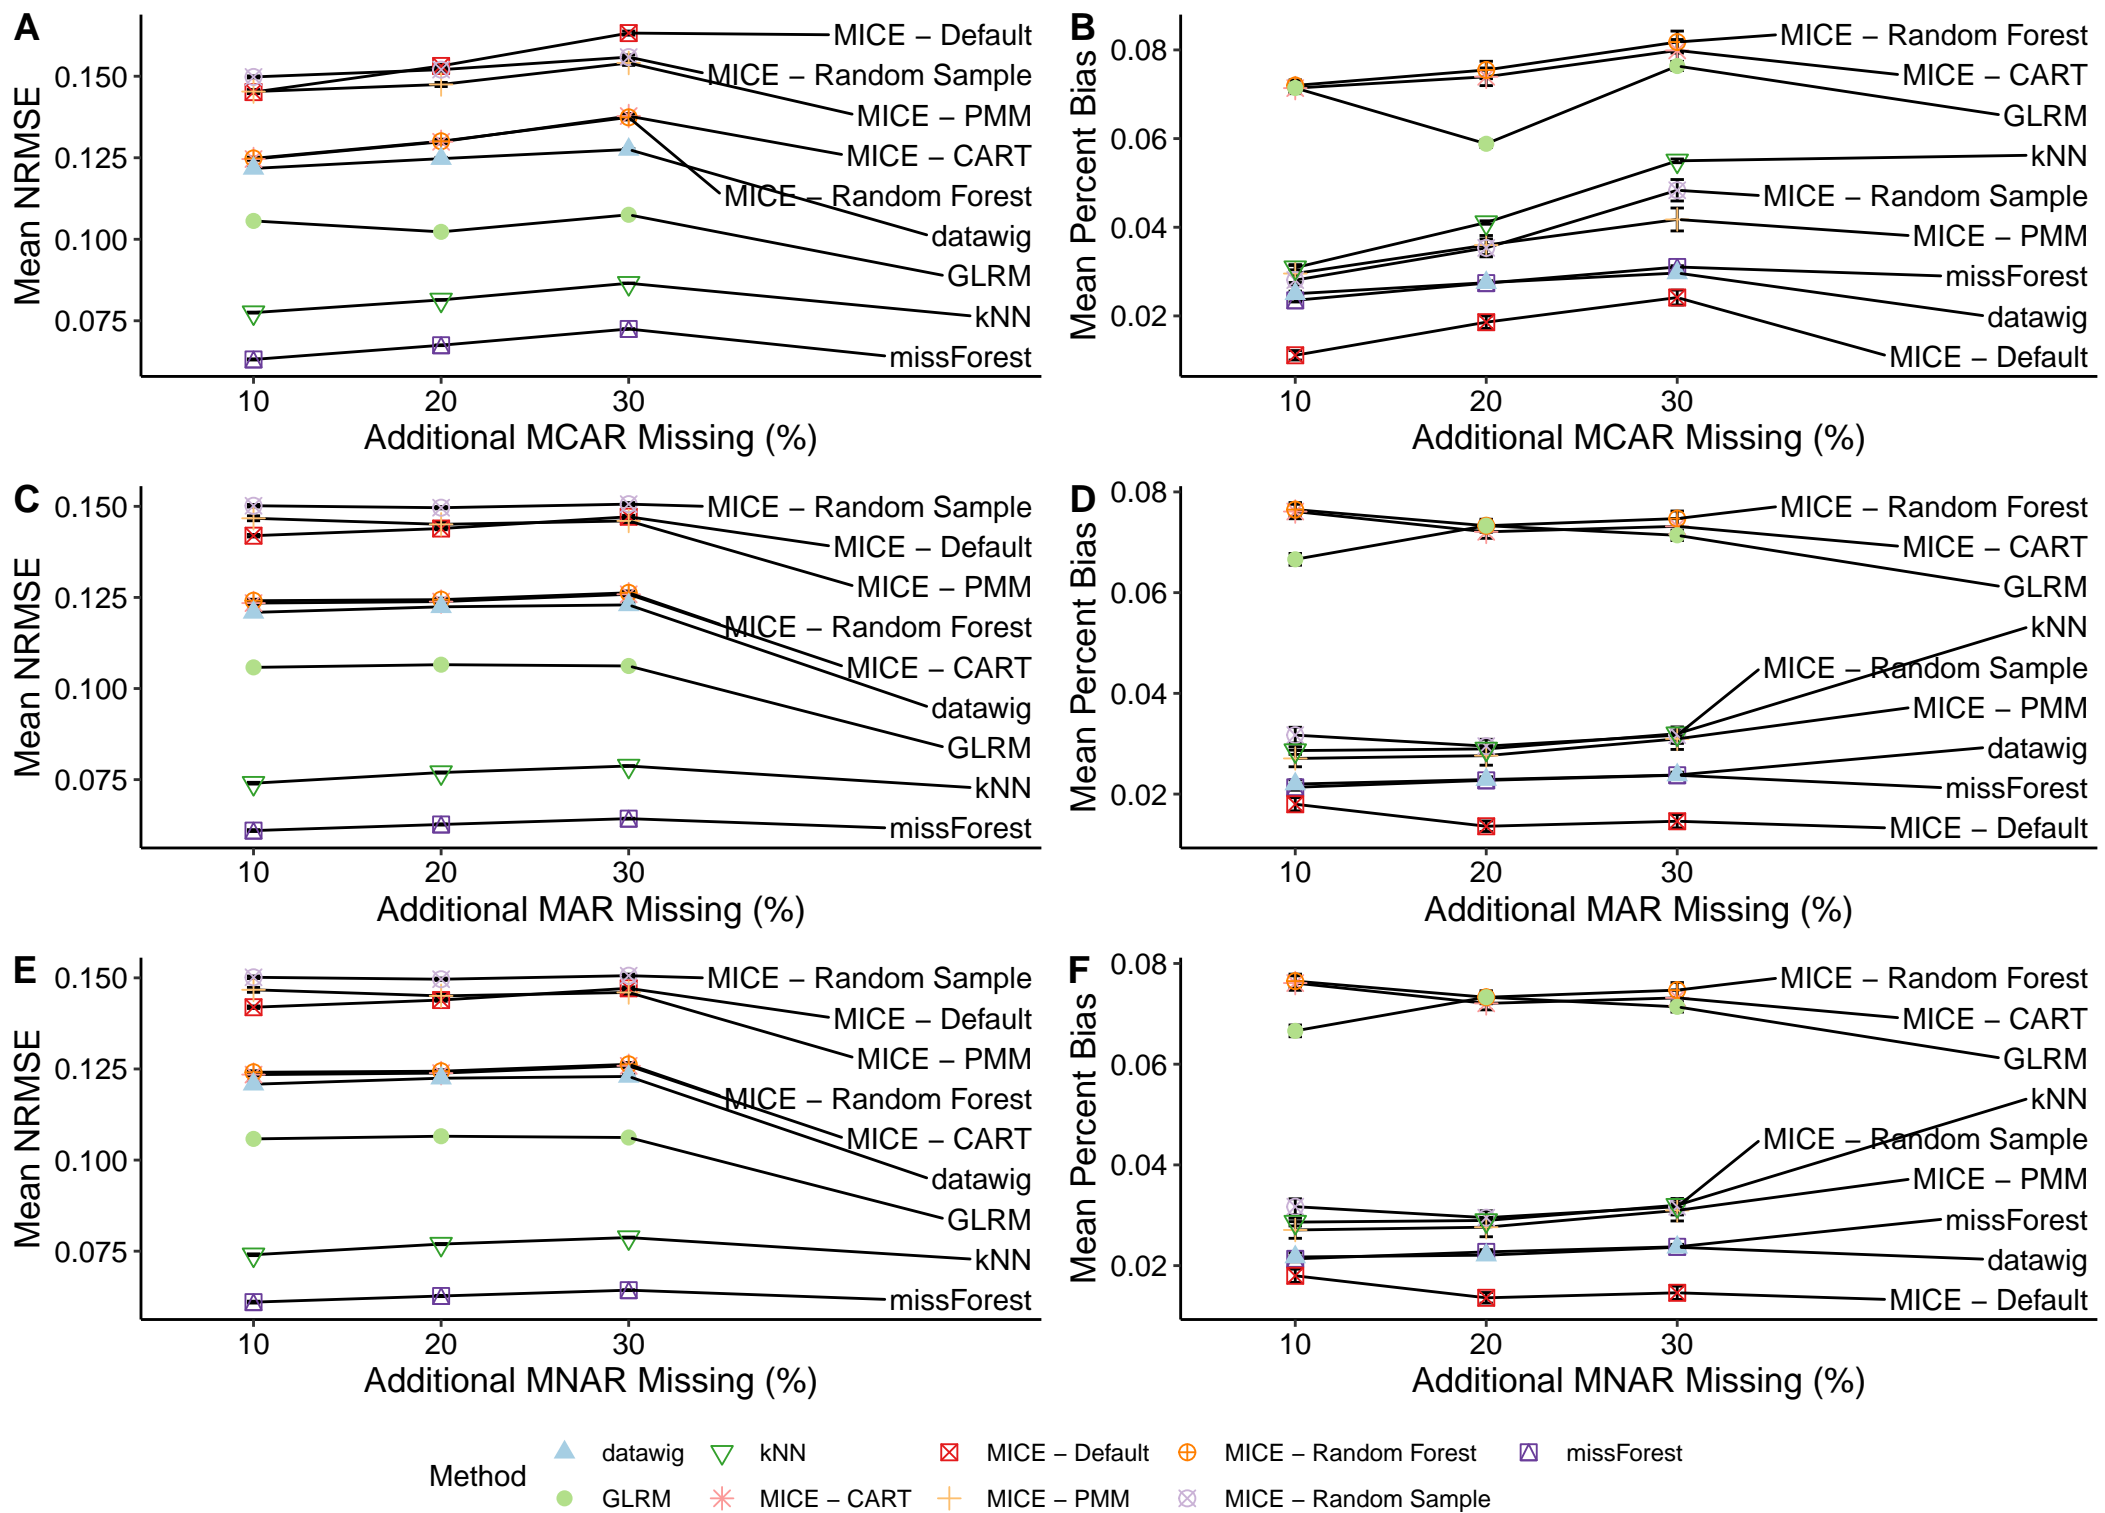 A
Mean NRMSE
0.150
0.125
0.100
0.075
MICE – Default
MICE – Random Sample
MICE – PMM
MICE – CART
MICE – Random Forest
datawig
GLRM
kNN
missForest
10 20 30
Additional MCAR Missing (%)
B
Mean Percent Bias
0.08
0.06
0.04
0.02
MICE – Random Forest
MICE – CART
GLRM
kNN
MICE – Random Sample
MICE – PMM
missForest
datawig
MICE – Default
10 20 30
Additional MCAR Missing (%)
C
Mean NRMSE
0.150
0.125
0.100
0.075
MICE – Random Sample
MICE – Default
MICE – PMM
MICE – Random Forest
MICE – CART
datawig
GLRM
kNN
missForest
10 20 30
Additional MAR Missing (%)
D
Mean Percent Bias
0.08
0.06
0.04
0.02
MICE – Random Forest
MICE – CART
GLRM
kNN
MICE – Random Sample
MICE – PMM
datawig
missForest
MICE – Default
10 20 30
Additional MAR Missing (%)
E
Mean NRMSE
0.150
0.125
0.100
0.075
MICE – Random Sample
MICE – Default
MICE – PMM
MICE – Random Forest
MICE – CART
datawig
GLRM
kNN
missForest
10 20 30
Additional MNAR Missing (%)
F
Mean Percent Bias
0.08
0.06
0.04
0.02
MICE – Random Forest
MICE – CART
GLRM
kNN
MICE – Random Sample
MICE – PMM
missForest
datawig
MICE – Default
10 20 30
Additional MNAR Missing (%)
Method
datawig kNN MICE – Default MICE – Random Forest missForest
GLRM MICE – CART MICE – PMM MICE – Random Sample